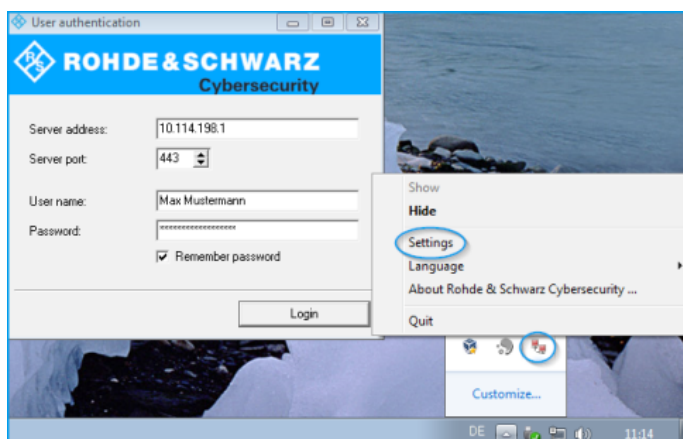 User authentication
R&S
ROHDE & SCHWARZ
Cybersecurity
Server address:
10.114.198.1
Server port:
443
User name:
Max Mustermann
Password:
******************
Remember password
Login
Show
Hide
Settings
Language
About Rohde & Schwarz Cybersecurity ...
Quit
Customize...
DE
11:14